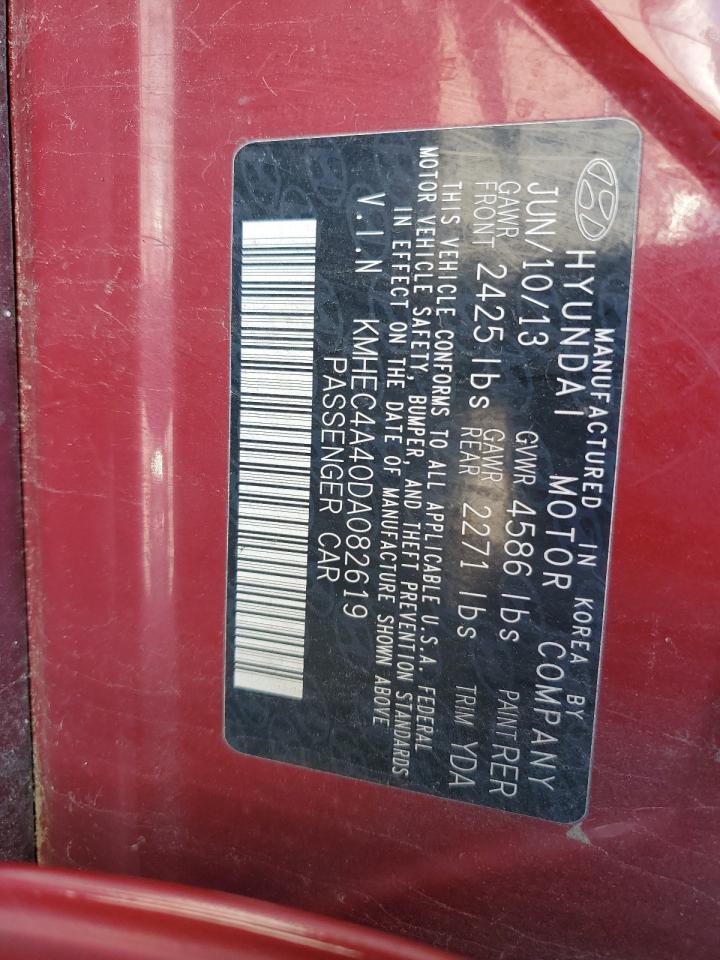 MANUFACTURED IN KOREA BY
HYUNDAI MOTOR COMPANY
JUN/10/13 GVWR 4586 lbs PAINT RER
GAWR FRONT 2425 lbs GAWR REAR 2271 lbs TRIM YDA
THIS VEHICLE CONFORMS TO ALL APPLICABLE U.S.A. FEDERAL
MOTOR VEHICLE SAFETY, BUMPER, AND THEFT PREVENTION STANDARDS
IN EFFECT ON THE DATE OF MANUFACTURE SHOWN ABOVE
V.I.N KMHEC4A40DA082619
PASSENGER CAR